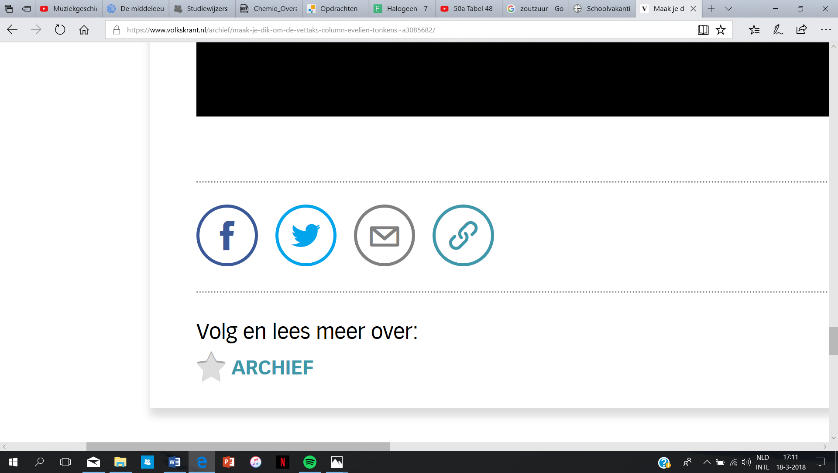 Muziekgeschi
De middeleeu
Studiewijzers
Chemie_Overa
Opdrachten
Halogeen 7
50a Tabel 48
zoutzuur Go
Schoolvakanti
Maak je d
https://www.volkskrant.nl/archief/maak-je-dik-om-de-vettaks-column-evelien-tonkens~a3085682/
Volg en lees meer over:
ARCHIEF
NLD
INTL
17:11
18-3-2018